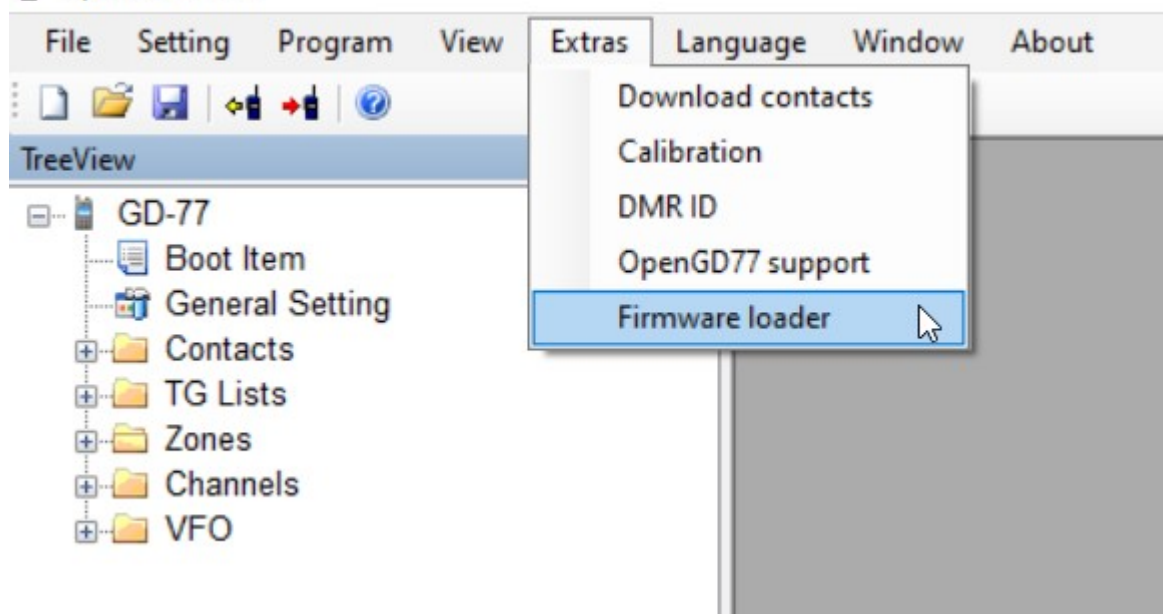 File Setting Program View Extras Language Window About
Download contacts
Calibration
DMR ID
OpenGD77 support
Firmware loader
TreeView
GD-77
Boot Item
General Setting
Contacts
TG Lists
Zones
Channels
VFO